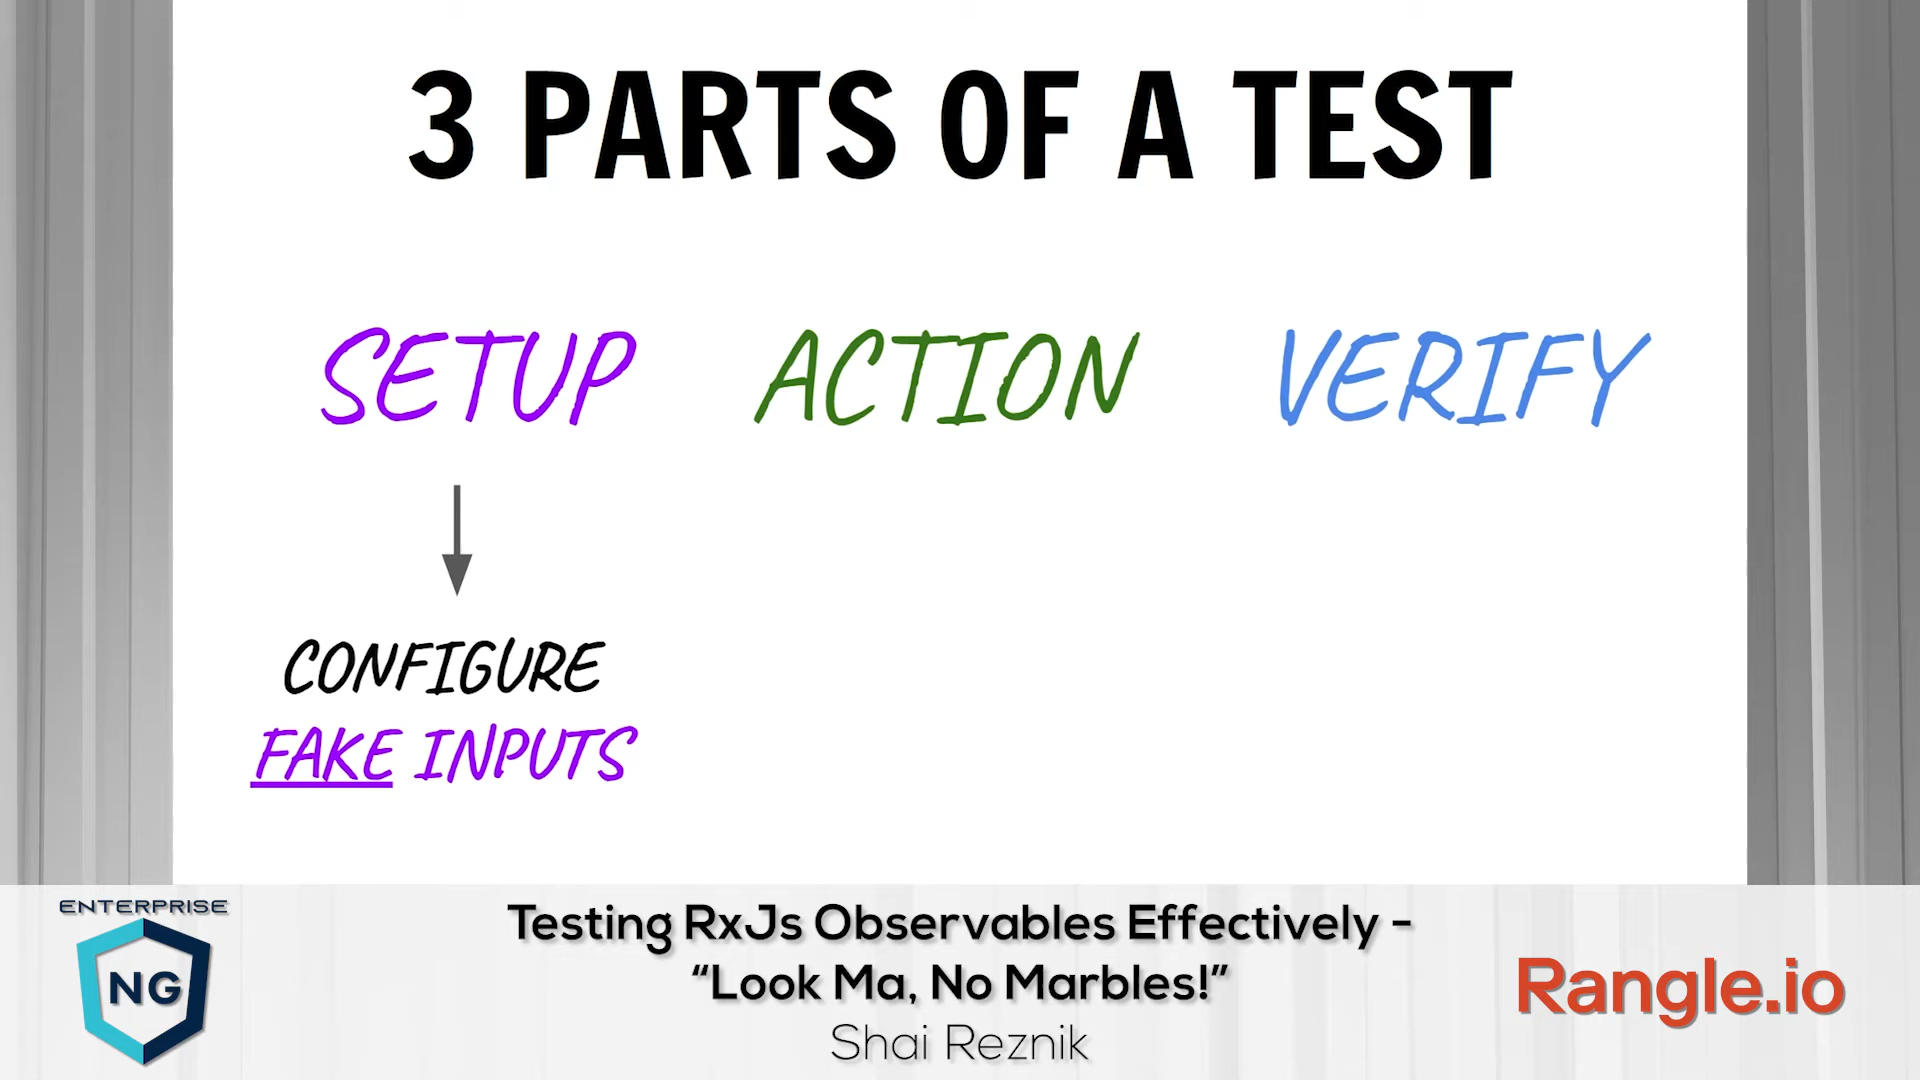 3 PARTS OF A TEST
SETUP ACTION VERIFY
CONFIGURE
FAKE INPUTS
ENTERPRISE
NG
Testing RxJs Observables Effectively -
“Look Ma, No Marbles!”
Shai Reznik
Rangle.io